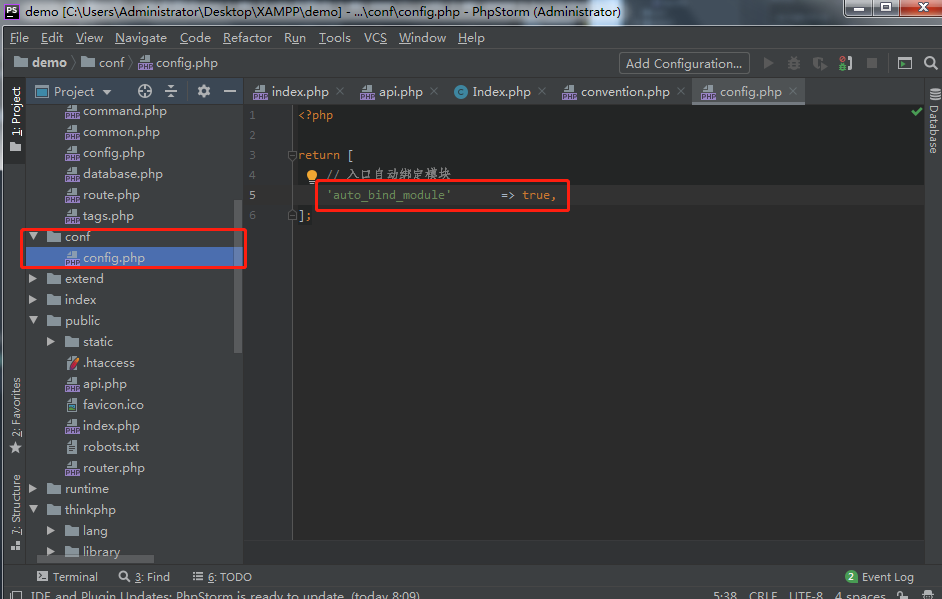 PS demo [C:\Users\Administrator\Desktop\XAMPP\demo] - ...\conf\config.php - PhpStorm (Administrator)
File Edit View Navigate Code Refactor Run Tools VCS Window Help
demo conf config.php Add Configuration...
1: Project
Project
index.php api.php Index.php convention.php config.php
command.php
common.php
config.php
database.php
route.php
tags.php
conf
config.php
extend
index
public
static
.htaccess
api.php
favicon.ico
index.php
robots.txt
router.php
runtime
thinkphp
lang
library
1 <?php
2
3 return [
4 // 入口自动绑定模块
5 'auto_bind_module' => true,
6 ];
Database
2: Favorites
7: Structure
Terminal 3: Find 6: TODO 2 Event Log
IDE and Plugin Updates: PhpStorm is ready to update. (today 8:09) 5:38 CRLF UTF-8 4 spaces